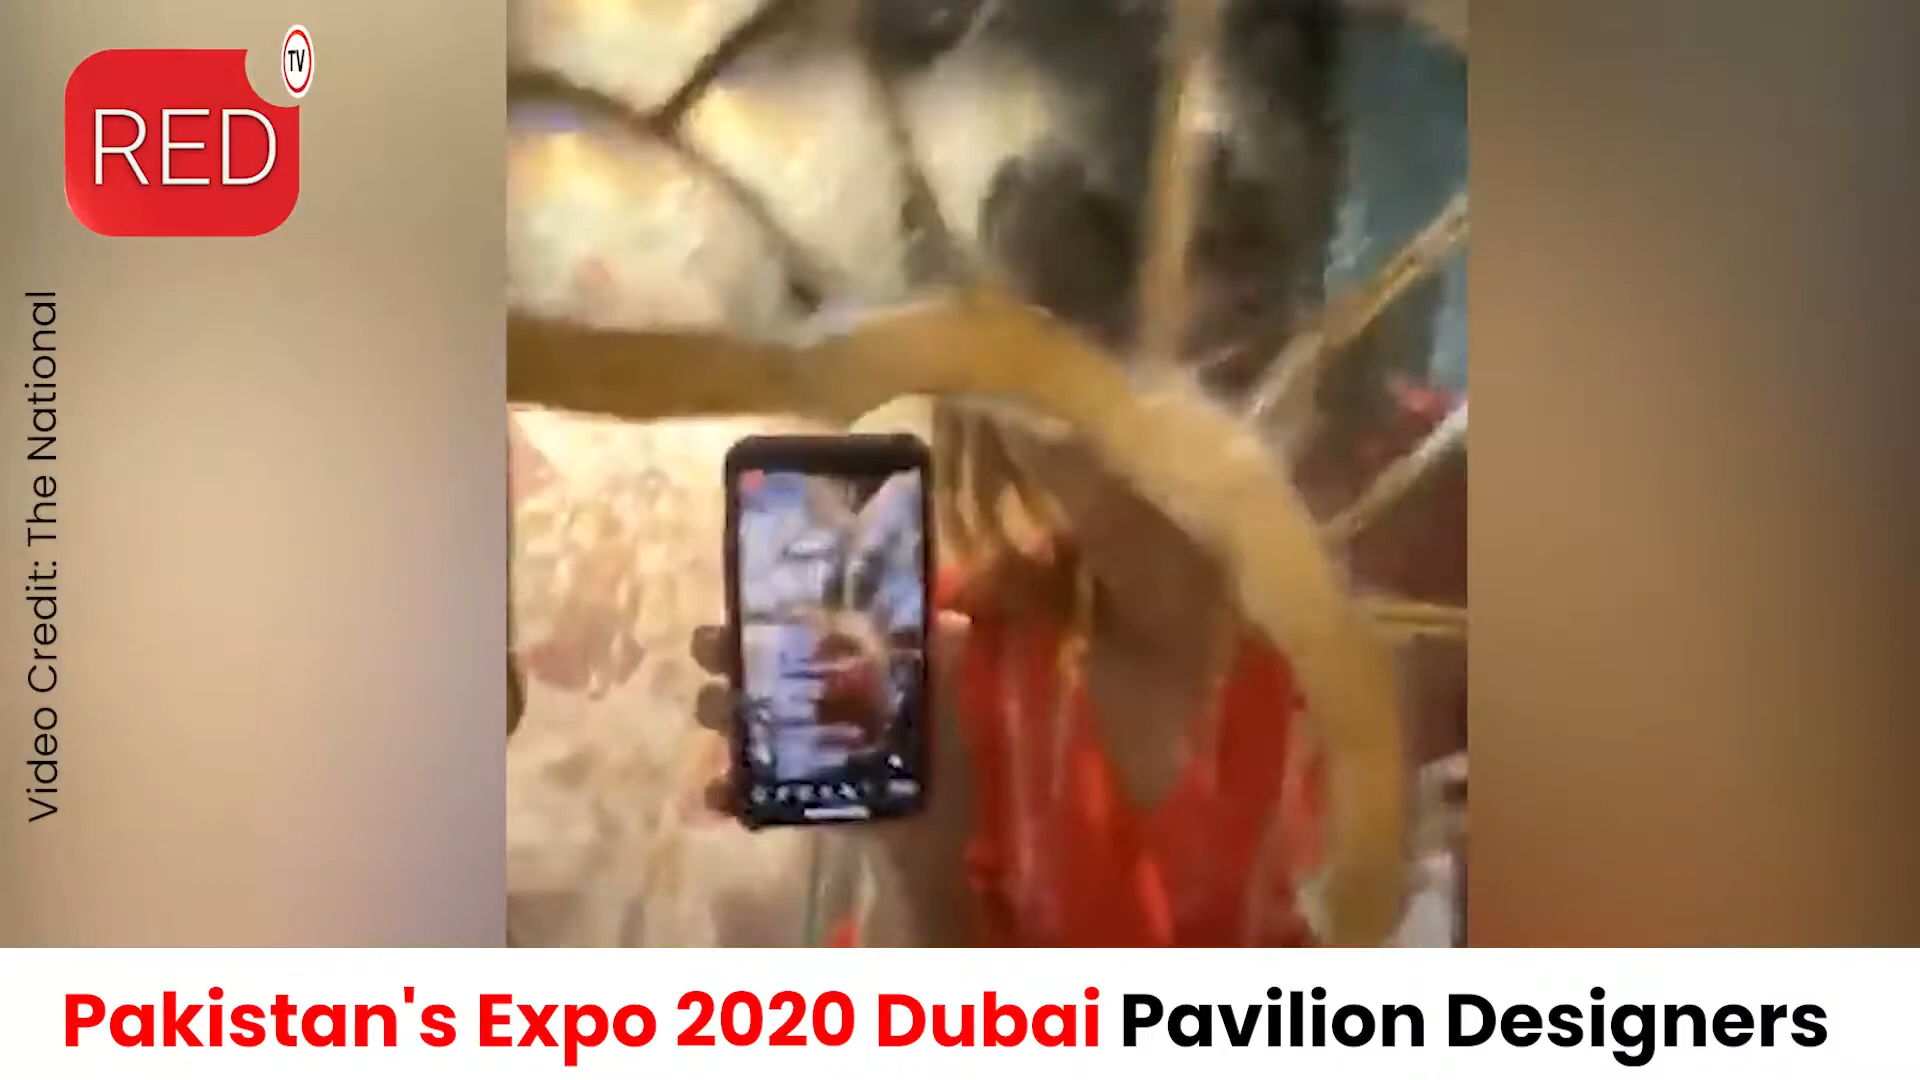 TV
RED
Video Credit: The National
Pakistan's Expo 2020 Dubai Pavilion Designers